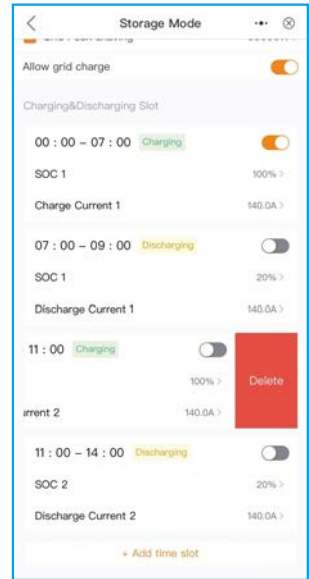 Storage Mode
Allow grid charge
Charging&Discharging Slot
00 : 00 – 07 : 00 Charging
SOC 1 100% >
Charge Current 1 140.0A >
07 : 00 – 09 : 00 Discharging
SOC 1 20% >
Discharge Current 1 140.0A >
11 : 00 Charging
100% > Delete
rrent 2 140.0A >
11 : 00 – 14 : 00 Discharging
SOC 2 20% >
Discharge Current 2 140.0A >
+ Add time slot